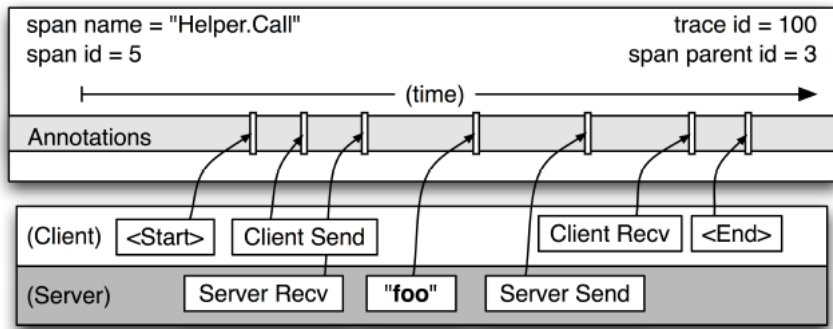 span name = "Helper.Call"
trace id = 100
span id = 5
span parent id = 3
(time)
Annotations
(Client)
<Start>
Client Send
Client Recv
<End>
(Server)
Server Recv
"foo"
Server Send